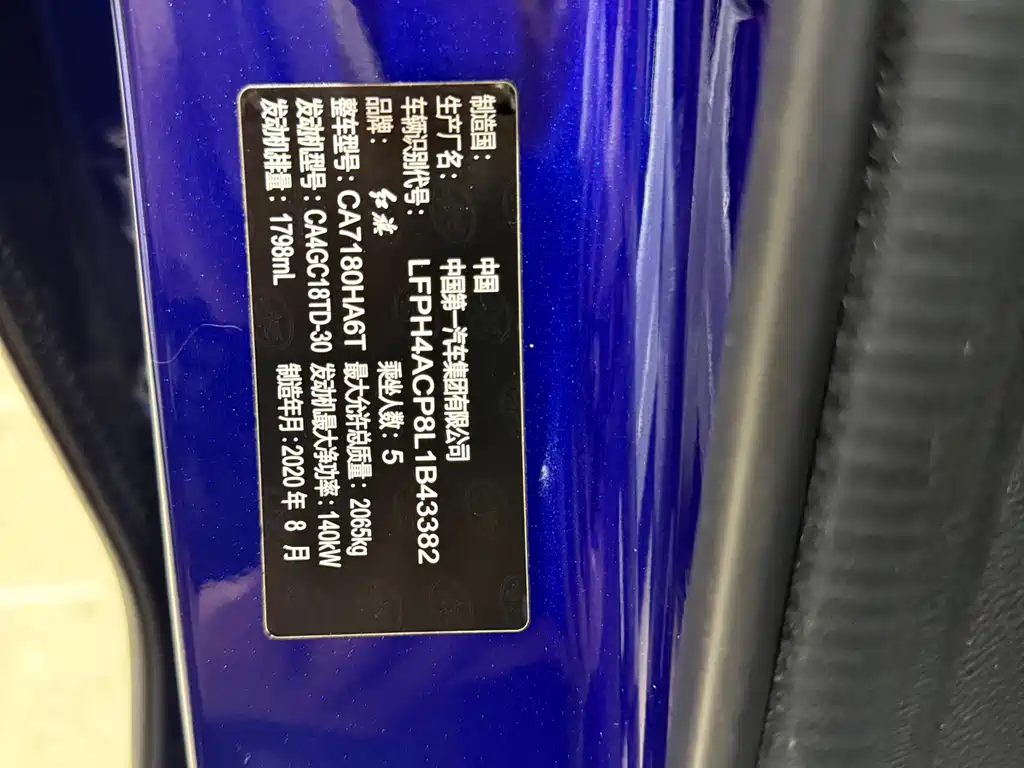 制造国： 中国
生产厂名： 中国第一汽车集团有限公司
车辆识别代号： LFPH4ACP8L1B43382
品牌： 红旗 乘坐人数：5
整车型号：CA7180HA6T 最大允许总质量：2065kg
发动机型号：CA4GC18TD-30 发动机最大净功率：140kW
发动机排量：1798mL 制造年月：2020 年 8 月